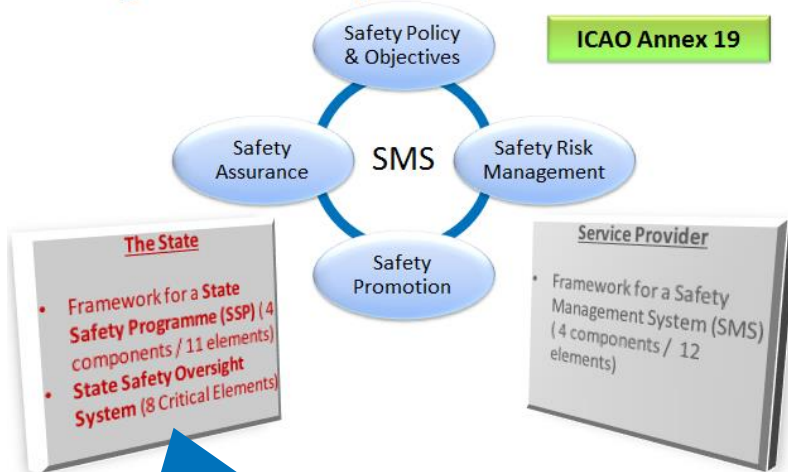 Safety Policy
& Objectives
ICAO Annex 19
Safety
Assurance
SMS
Safety Risk
Management
Safety
Promotion
The State
• Framework for a State
Safety Programme (SSP) ( 4
components / 11 elements)
• State Safety Oversight
System (8 Critical Elements)
Service Provider
• Framework for a Safety
Management System (SMS)
( 4 components / 12
elements)